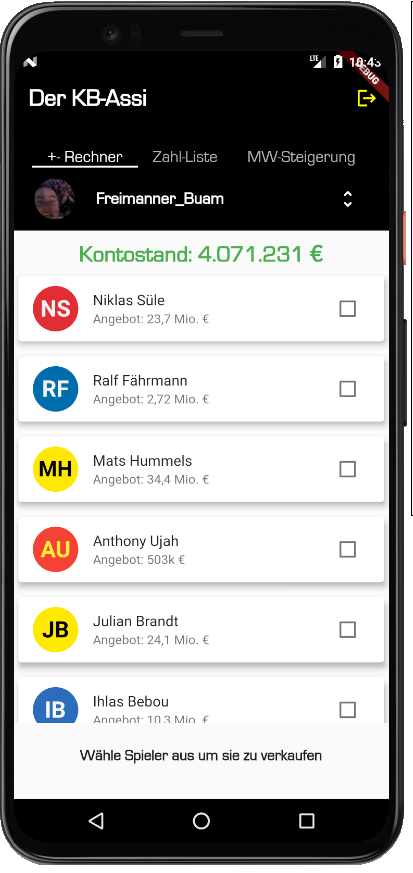 LTE 10:45
DEBUG
Der KB-Assi
+- Rechner Zahl-Liste MW-Steigerung
Freimanner_Buam
Kontostand: 4.071.231 €
NS Niklas Süle
Angebot: 23,7 Mio. €
RF Ralf Fährmann
Angebot: 2,72 Mio. €
MH Mats Hummels
Angebot: 34,4 Mio. €
AU Anthony Ujah
Angebot: 503k €
JB Julian Brandt
Angebot: 24,1 Mio. €
IB Ihlas Bebou
Angebot: 10,3 Mio. €
Wähle Spieler aus um sie zu verkaufen